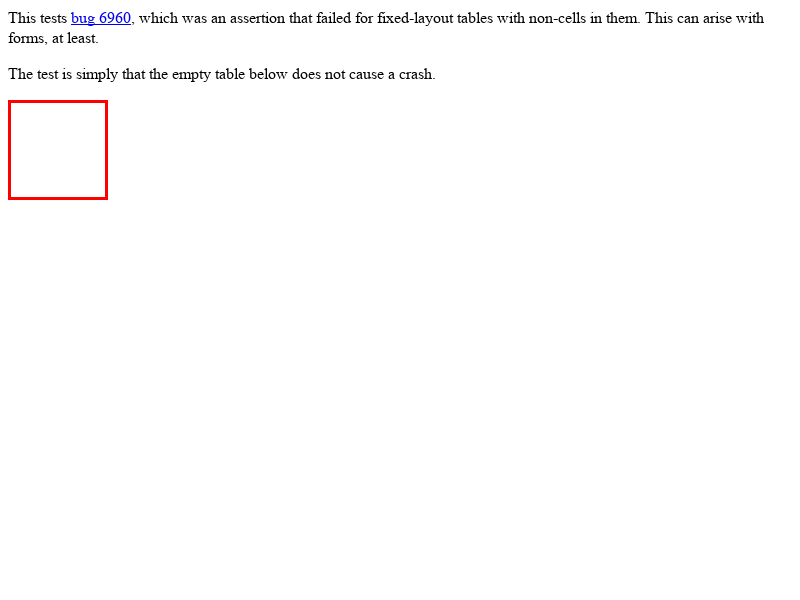 This tests bug 6960, which was an assertion that failed for fixed-layout tables with non-cells in them. This can arise with
forms, at least.
The test is simply that the empty table below does not cause a crash.